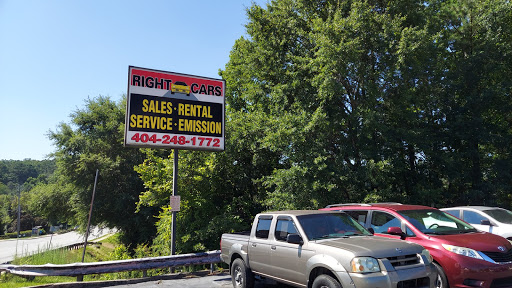 RIGHT CARS
SALES · RENTAL
SERVICE · EMISSION
404-248-1772